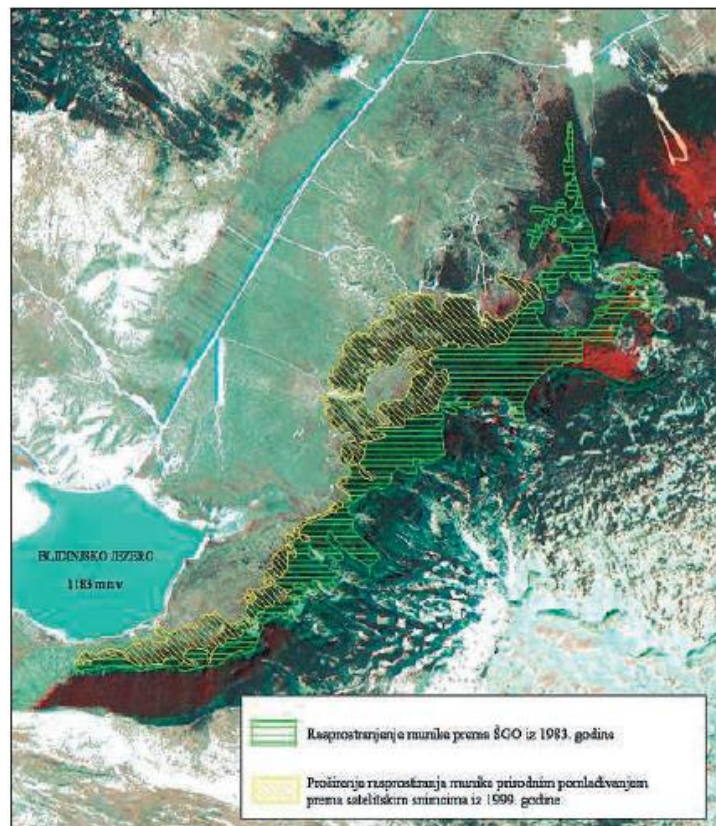 BLIDINJSKO JEZERO
1183 mnv
Rasprostranjenje munike prema ŠGO iz 1983. godine
Proširenje rasprostiranja munike prirodnim pomlađivanjem
prema satelitskim snimcima iz 1999. godine